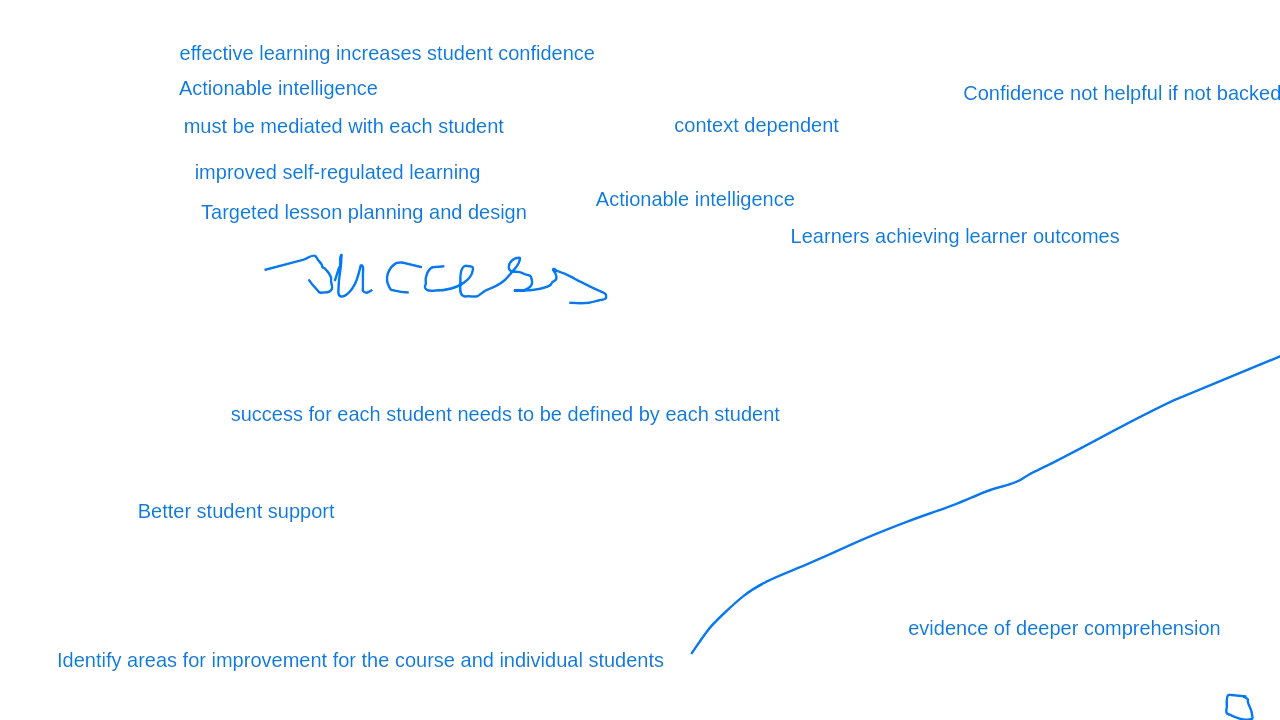 effective learning increases student confidence
Actionable intelligence
Confidence not helpful if not backed
must be mediated with each student
context dependent
improved self-regulated learning
Actionable intelligence
Targeted lesson planning and design
Learners achieving learner outcomes
success
success for each student needs to be defined by each student
Better student support
evidence of deeper comprehension
Identify areas for improvement for the course and individual students